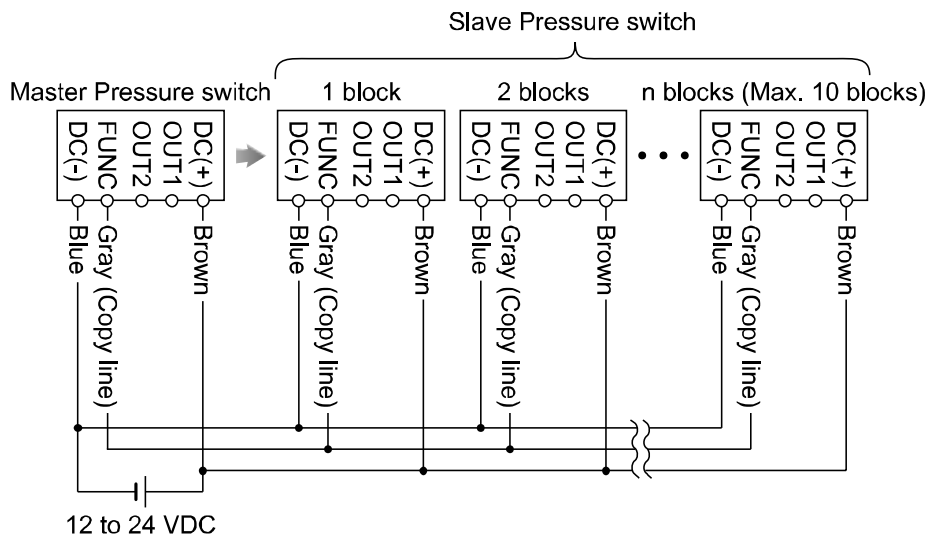 Slave Pressure switch
Master Pressure switch
1 block
2 blocks
n blocks (Max. 10 blocks)
DC(-)
FUNC
OUT2
OUT1
DC(+)
DC(-)
FUNC
OUT2
OUT1
DC(+)
DC(-)
FUNC
OUT2
OUT1
DC(+)
DC(-)
FUNC
OUT2
OUT1
DC(+)
Blue
Gray (Copy line)
Brown
Blue
Gray (Copy line)
Brown
Blue
Gray (Copy line)
Brown
Blue
Gray (Copy line)
Brown
12 to 24 VDC